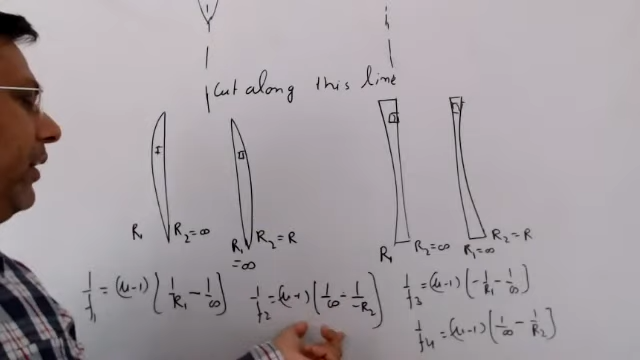 Cut along this line
I
II
R₁ R₂=∞
R₁=∞ R₂=R
R₁ R₂=∞
R₁=∞ R₂=R
1/f₁ = (μ-1) (1/R₁ - 1/∞)
1/f₂ = (μ-1) (1/∞ - 1/-R₂)
1/f₃ = (μ-1) (-1/R₁ - 1/∞)
1/f₄ = (μ-1) (1/∞ - 1/R₂)